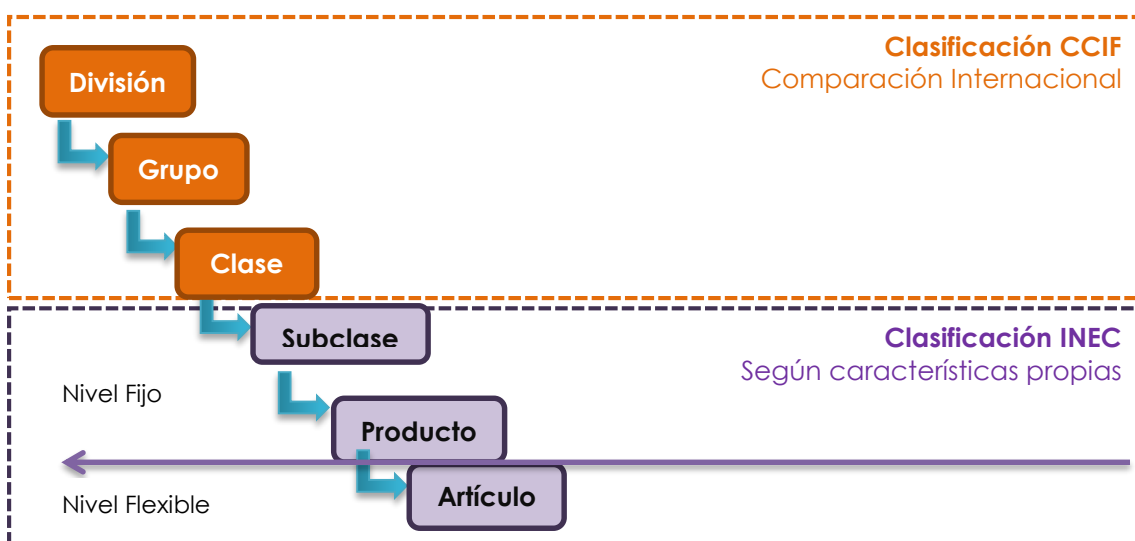 Clasificación CCIF
Comparación Internacional
División
Grupo
Clase
Subclase
Clasificación INEC
Según características propias
Nivel Fijo
Producto
Artículo
Nivel Flexible